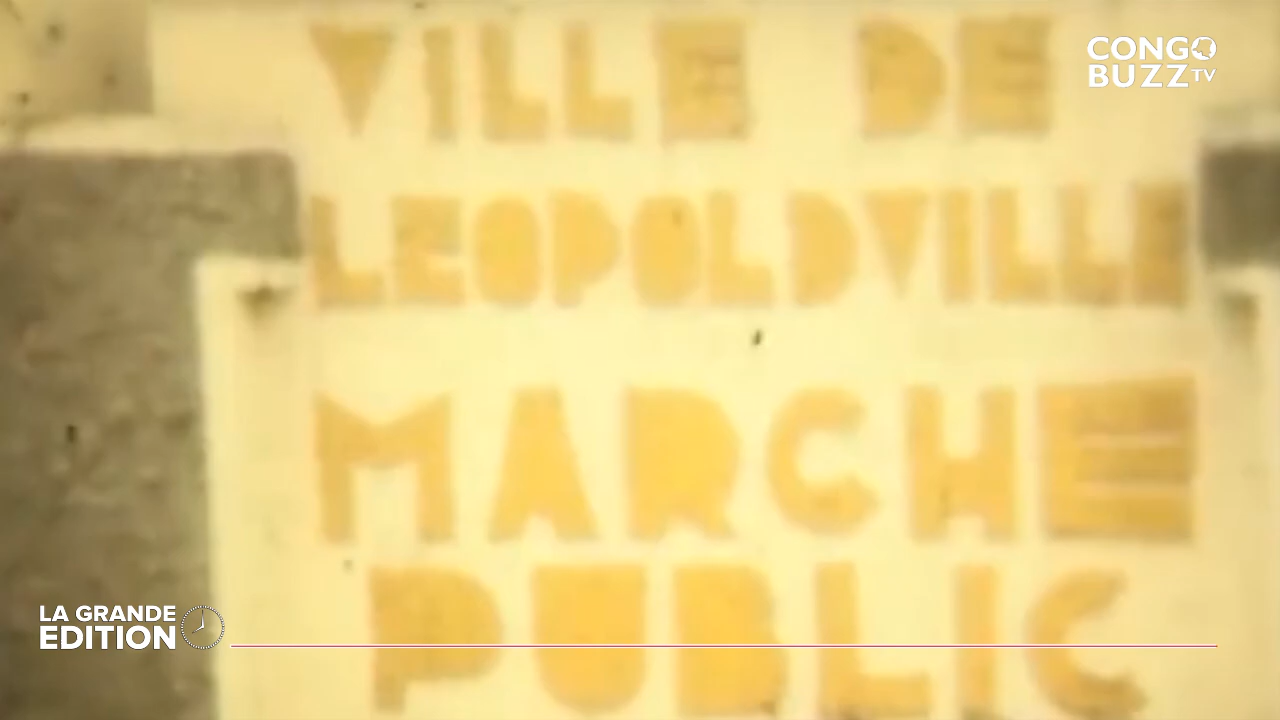 VILLE DE
LEOPOLDVILLE
MARCHE
PUBLIC
CONGO
BUZZ TV
LA GRANDE
EDITION